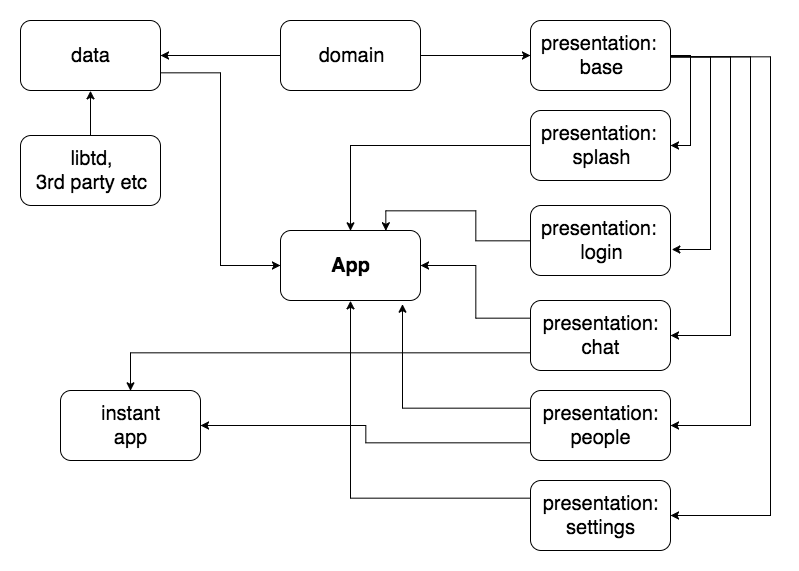 data
domain
presentation:
base
libtd,
3rd party etc
presentation:
splash
presentation:
login
App
presentation:
chat
instant
app
presentation:
people
presentation:
settings